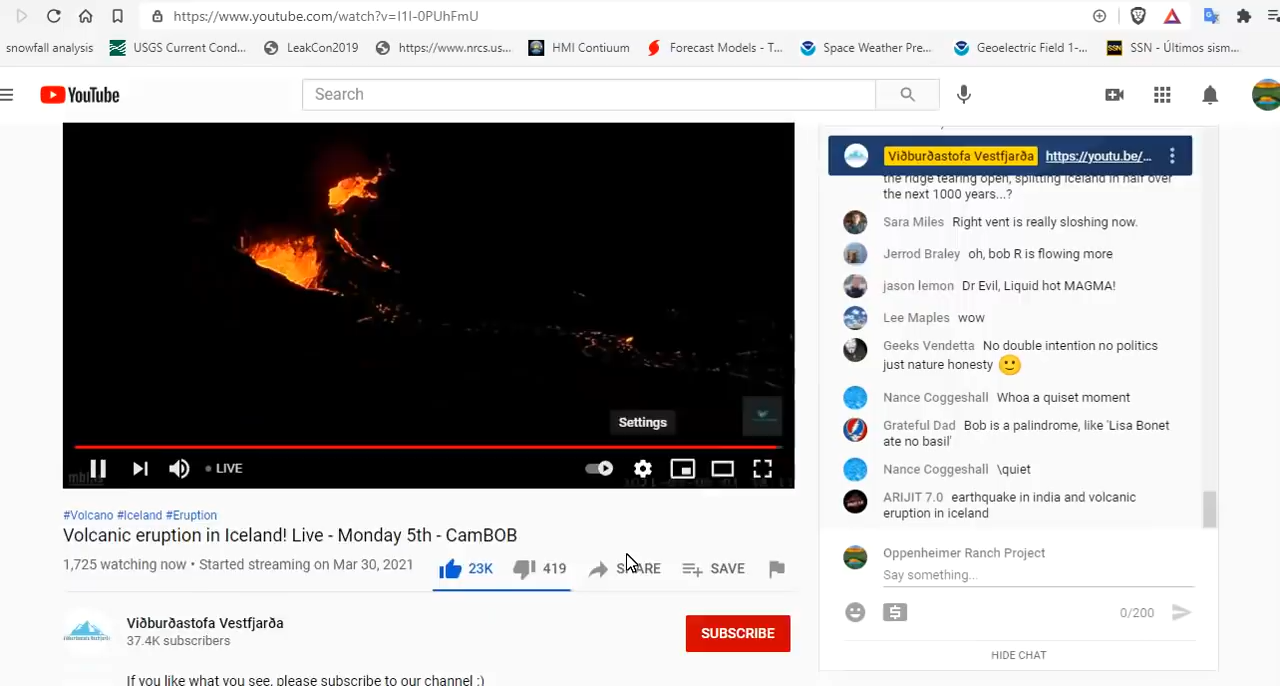 https://www.youtube.com/watch?v=I1I-0PUhFmU
snowfall analysis
USGS Current Cond...
LeakCon2019
https://www.nrcs.us...
HMI Contiuum
Forecast Models - T...
Space Weather Pre...
Geoelectric Field 1-...
SSN - Últimos sism...
YouTube
Search
Settings
LIVE
#Volcano #Iceland #Eruption
Volcanic eruption in Iceland! Live - Monday 5th - CamBOB
1,725 watching now • Started streaming on Mar 30, 2021
23K
419
SHARE
SAVE
Viðburðastofa Vestfjarða
37.4K subscribers
SUBSCRIBE
If you like what you see, please subscribe to our channel :)
Viðburðastofa Vestfjarða https://youtu.be/...
the ridge tearing open, splitting Iceland in half over
the next 1000 years...?
Sara Miles Right vent is really sloshing now.
Jerrod Braley oh, bob R is flowing more
jason lemon Dr Evil, Liquid hot MAGMA!
Lee Maples wow
Geeks Vendetta No double intention no politics
just nature honesty 🙂
Nance Coggeshall Whoa a quiset moment
Grateful Dad Bob is a palindrome, like 'Lisa Bonet
ate no basil'
Nance Coggeshall \quiet
ARIJIT 7.0 earthquake in india and volcanic
eruption in iceland
Oppenheimer Ranch Project
Say something...
0/200
HIDE CHAT